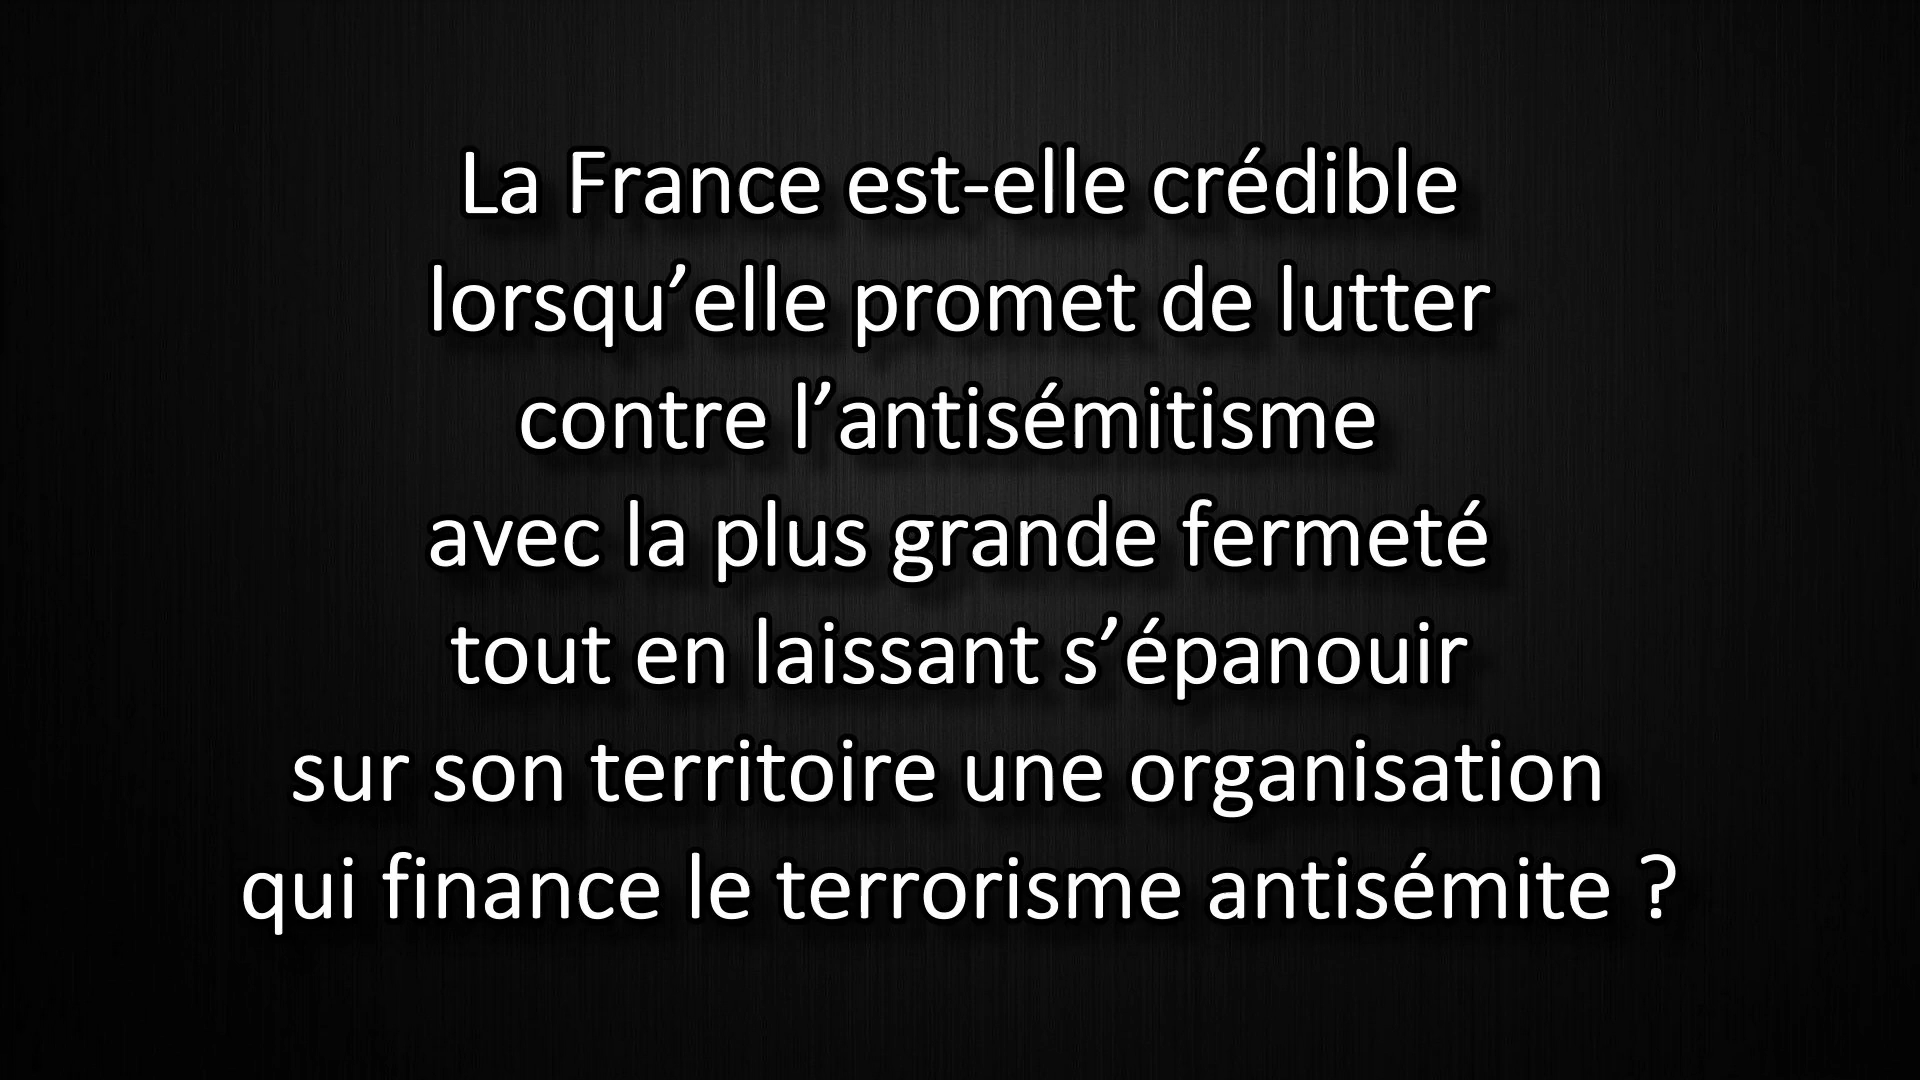 La France est-elle crédible
lorsqu’elle promet de lutter
contre l’antisémitisme
avec la plus grande fermeté
tout en laissant s’épanouir
sur son territoire une organisation
qui finance le terrorisme antisémite ?